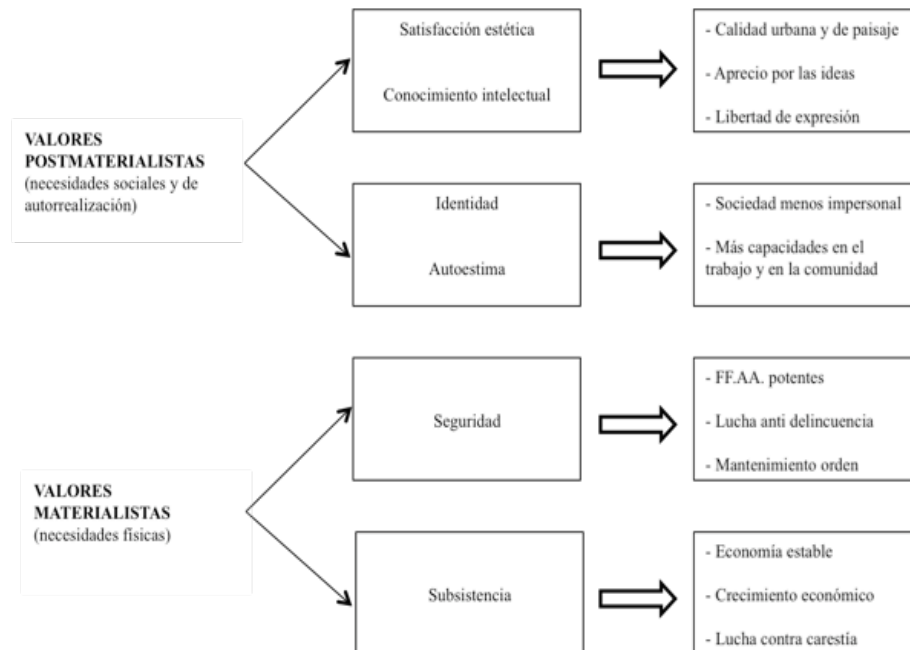 VALORES
POSTMATERIALISTAS
(necesidades sociales y de
autorrealización)
Satisfacción estética
Conocimiento intelectual
- Calidad urbana y de paisaje
- Aprecio por las ideas
- Libertad de expresión
Identidad
Autoestima
- Sociedad menos impersonal
- Más capacidades en el
trabajo y en la comunidad
VALORES
MATERIALISTAS
(necesidades físicas)
Seguridad
- FF.AA. potentes
- Lucha anti delincuencia
- Mantenimiento orden
Subsistencia
- Economía estable
- Crecimiento económico
- Lucha contra carestía